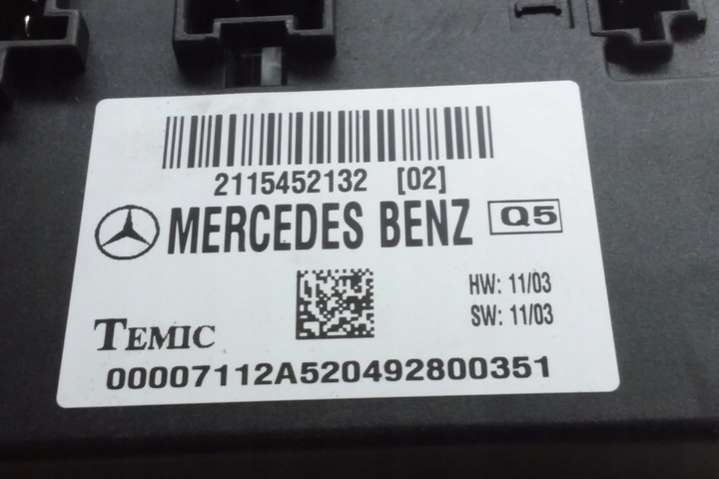 2115452132 [02]
MERCEDES BENZ Q5
HW: 11/03
SW: 11/03
TEMIC
00007112A520492800351